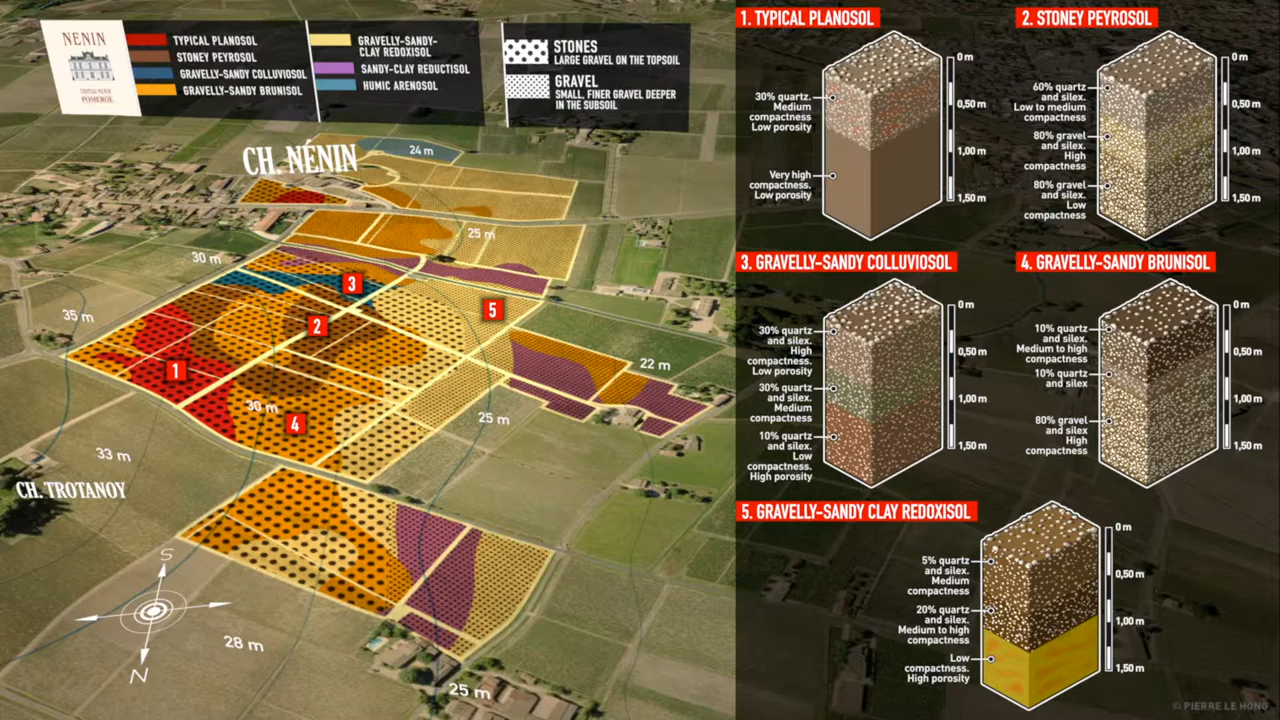 NENIN
CHATEAU NENIN
POMEROL
TYPICAL PLANOSOL
STONEY PEYROSOL
GRAVELLY-SANDY COLLUVIOSOL
GRAVELLY-SANDY BRUNISOL
GRAVELLY-SANDY-
CLAY REDOXISOL
SANDY-CLAY REDUCTISOL
HUMIC ARENOSOL
STONES
LARGE GRAVEL ON THE TOPSOIL
GRAVEL
SMALL, FINER GRAVEL DEEPER
IN THE SUBSOIL
CH. NÉNIN
24 m
25 m
30 m
3
5
35 m
2
22 m
1
30 m
4
25 m
33 m
CH. TROTANOY
S
N
28 m
25 m
1. TYPICAL PLANOSOL
0 m
30% quartz.
Medium
compactness
Low porosity
0,50 m
1,00 m
Very high
compactness.
Low porosity
1,50 m
2. STONEY PEYROSOL
0 m
60% quartz
and silex.
Low to medium
compactness
0,50 m
80% gravel
and silex.
High
compactness
1,00 m
80% gravel
and silex.
Low
compactness
1,50 m
3. GRAVELLY-SANDY COLLUVIOSOL
0 m
30% quartz
and silex.
High
compactness.
Low porosity
0,50 m
30% quartz
and silex.
Medium
compactness
1,00 m
10% quartz
and silex.
Low
compactness.
High porosity
1,50 m
4. GRAVELLY-SANDY BRUNISOL
0 m
10% quartz
and silex.
Medium to high
compactness
0,50 m
10% quartz
and silex
1,00 m
80% gravel
and silex
High
compactness.
1,50 m
5. GRAVELLY-SANDY CLAY REDOXISOL
0 m
5% quartz
and silex.
Medium
compactness
0,50 m
20% quartz
and silex.
Medium to high
compactness
1,00 m
Low
compactness.
High porosity
1,50 m
© PIERRE LE HONG